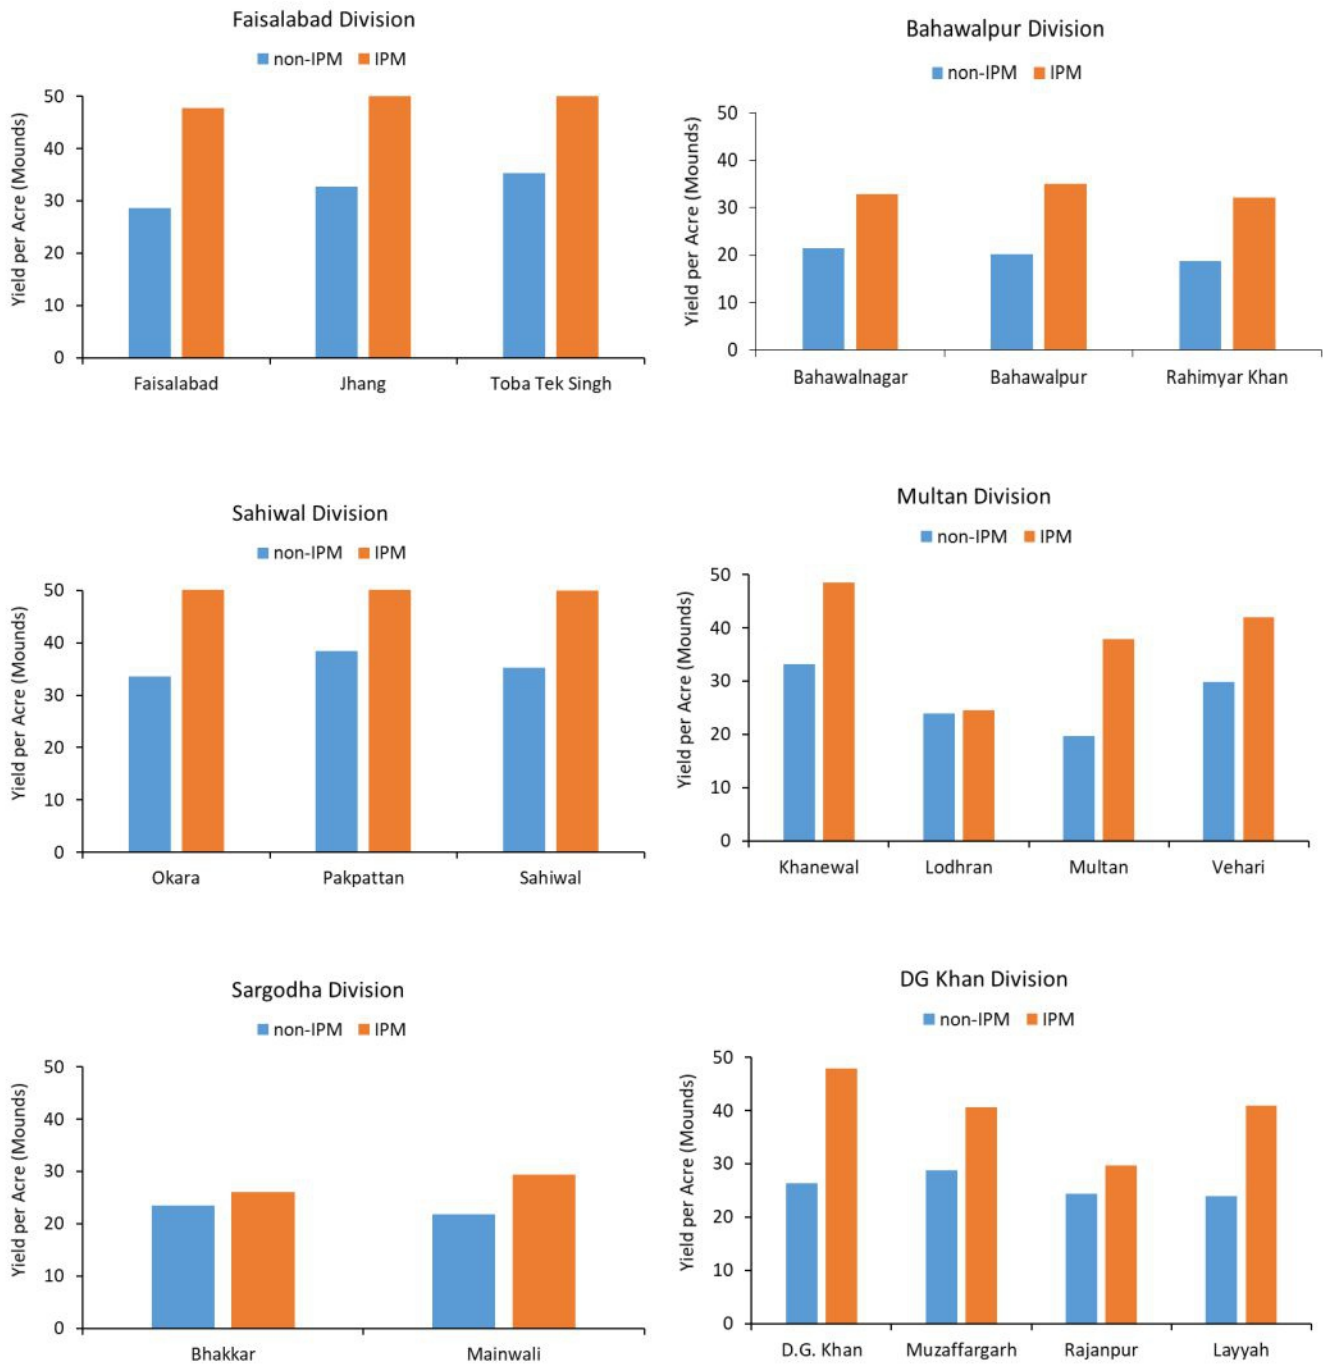 Faisalabad Division
non-IPM IPM
Yield per Acre (Mounds)
50
40
30
20
10
0
Faisalabad Jhang Toba Tek Singh
Bahawalpur Division
non-IPM IPM
Yield per Acre (Mounds)
50
40
30
20
10
0
Bahawalnagar Bahawalpur Rahimyar Khan
Sahiwal Division
non-IPM IPM
Yield per Acre (Mounds)
50
40
30
20
10
0
Okara Pakpattan Sahiwal
Multan Division
non-IPM IPM
Yield per Acre (Mounds)
50
40
30
20
10
0
Khanewal Lodhran Multan Vehari
Sargodha Division
non-IPM IPM
Yield per Acre (Mounds)
50
40
30
20
10
0
Bhakkar Mainwali
DG Khan Division
non-IPM IPM
Yield per Acre (Mounds)
50
40
30
20
10
0
D.G. Khan Muzaffargarh Rajanpur Layyah